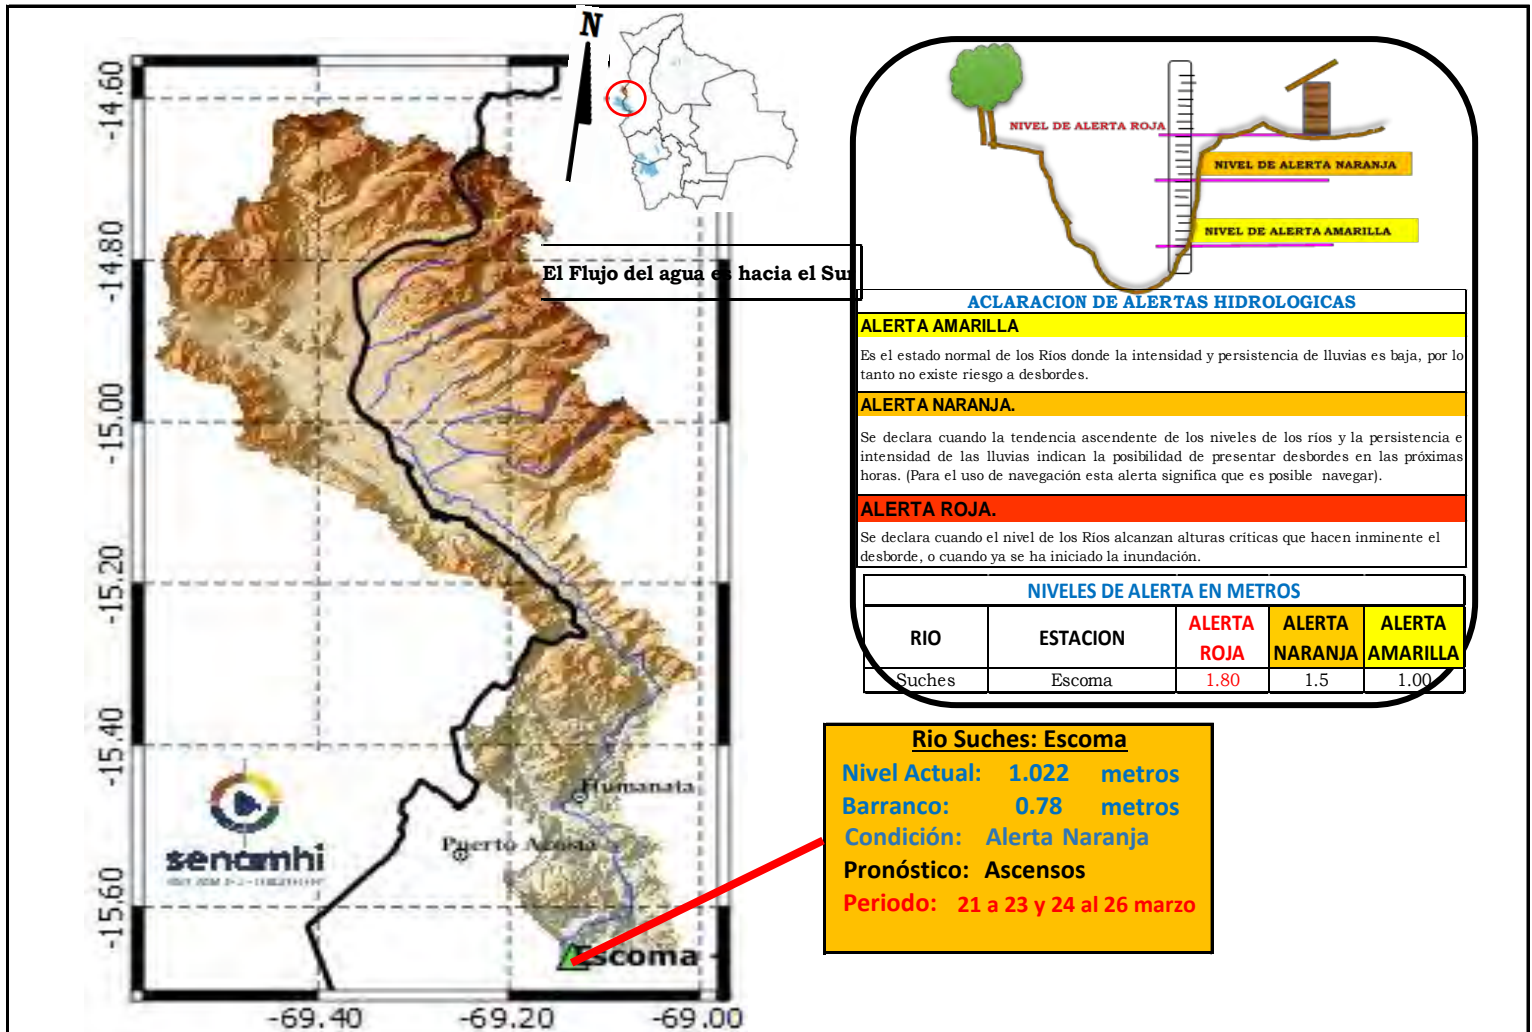 N
-14.60
-14.80
-15.00
-15.20
-15.40
-15.60
-69.40
-69.20
-69.00
El Flujo del agua es hacia el Sur
Humanata
Puerto Acosta
Escoma
senamhi
NIVEL DE ALERTA ROJA
NIVEL DE ALERTA NARANJA
NIVEL DE ALERTA AMARILLA
ACLARACION DE ALERTAS HIDROLOGICAS
ALERTA AMARILLA
Es el estado normal de los Ríos donde la intensidad y persistencia de lluvias es baja, por lo
tanto no existe riesgo a desbordes.
ALERTA NARANJA.
Se declara cuando la tendencia ascendente de los niveles de los ríos y la persistencia e
intensidad de las lluvias indican la posibilidad de presentar desbordes en las próximas
horas. (Para el uso de navegación esta alerta significa que es posible navegar).
ALERTA ROJA.
Se declara cuando el nivel de los Ríos alcanzan alturas críticas que hacen inminente el
desborde, o cuando ya se ha iniciado la inundación.
NIVELES DE ALERTA EN METROS
RIO ESTACION ALERTA ROJA ALERTA NARANJA ALERTA AMARILLA
Suches Escoma 1.80 1.5 1.00
Rio Suches: Escoma
Nivel Actual: 1.022 metros
Barranco: 0.78 metros
Condición: Alerta Naranja
Pronóstico: Ascensos
Periodo: 21 a 23 y 24 al 26 marzo